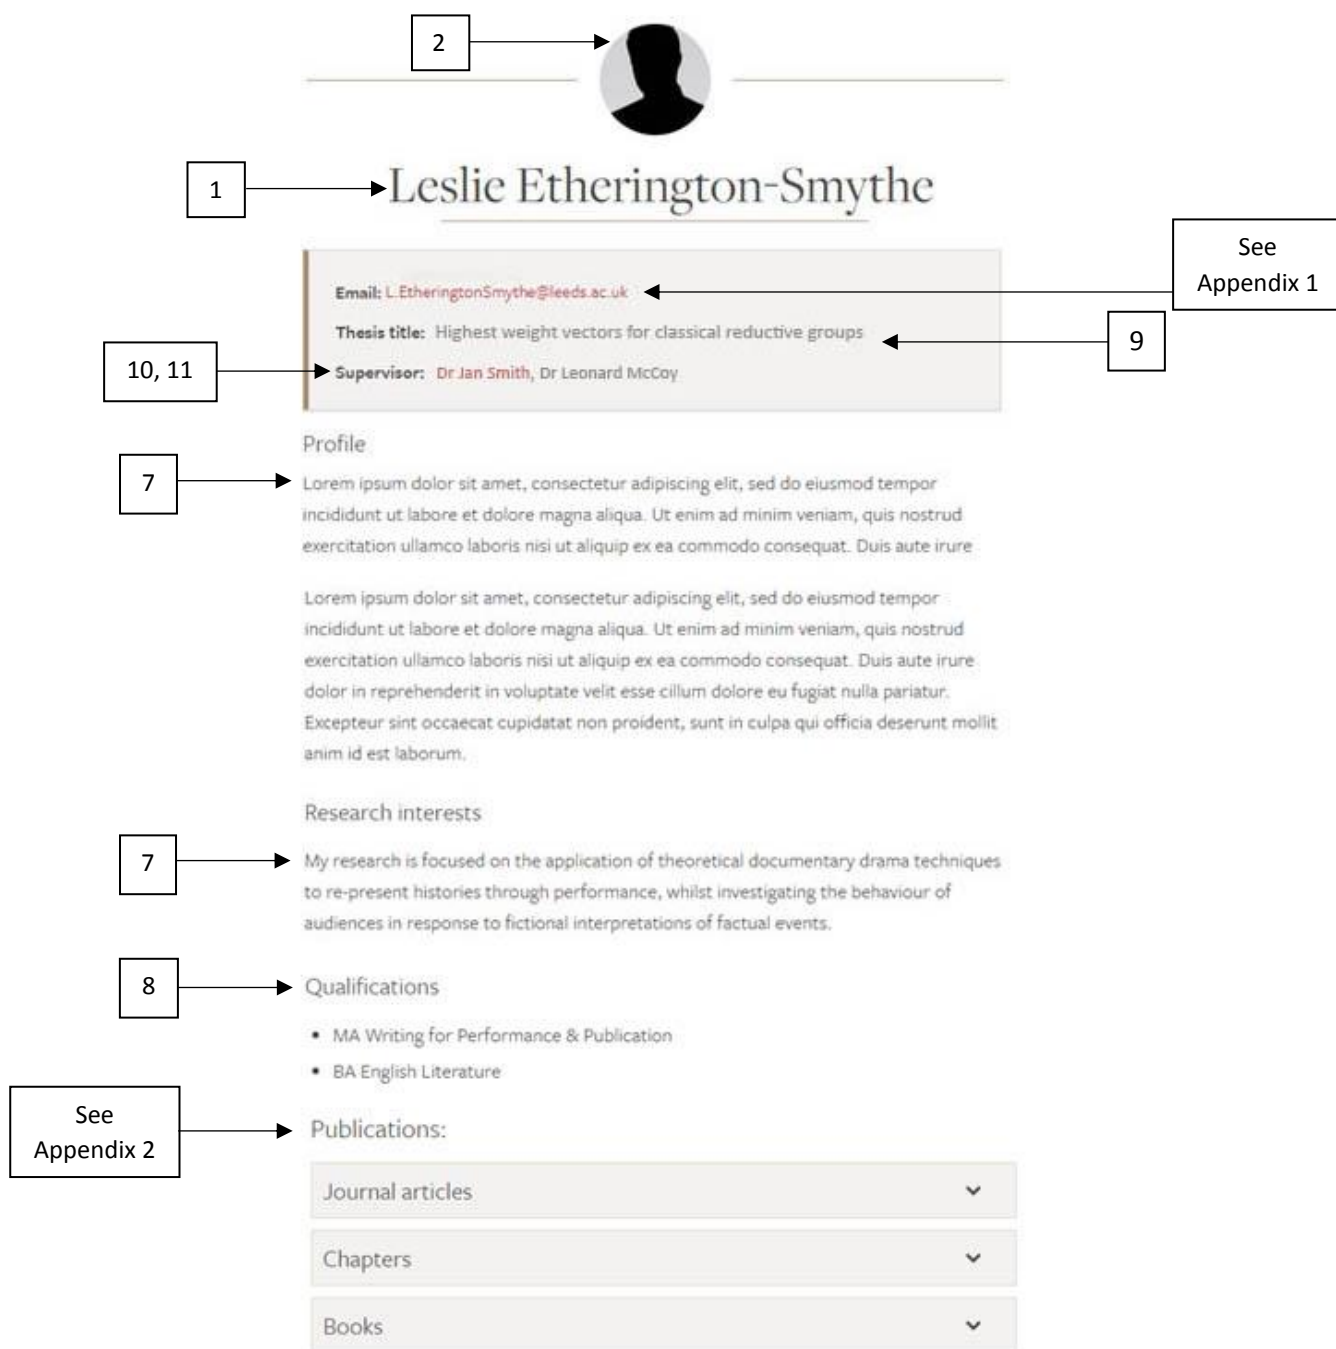 2
1
Leslie Etherington-Smythe
See
Appendix 1
Email: L.EtheringtonSmythe@leeds.ac.uk
Thesis title: Highest weight vectors for classical reductive groups
9
10, 11
Supervisor: Dr Jan Smith, Dr Leonard McCoy
Profile
7
Lorem ipsum dolor sit amet, consectetur adipiscing elit, sed do eiusmod tempor
incididunt ut labore et dolore magna aliqua. Ut enim ad minim veniam, quis nostrud
exercitation ullamco laboris nisi ut aliquip ex ea commodo consequat. Duis aute irure
Lorem ipsum dolor sit amet, consectetur adipiscing elit, sed do eiusmod tempor
incididunt ut labore et dolore magna aliqua. Ut enim ad minim veniam, quis nostrud
exercitation ullamco laboris nisi ut aliquip ex ea commodo consequat. Duis aute irure
dolor in reprehenderit in voluptate velit esse cillum dolore eu fugiat nulla pariatur.
Excepteur sint occaecat cupidatat non proident, sunt in culpa qui officia deserunt mollit
anim id est laborum.
Research interests
7
My research is focused on the application of theoretical documentary drama techniques
to re-present histories through performance, whilst investigating the behaviour of
audiences in response to fictional interpretations of factual events.
8
Qualifications
• MA Writing for Performance & Publication
• BA English Literature
See
Appendix 2
Publications:
Journal articles
Chapters
Books